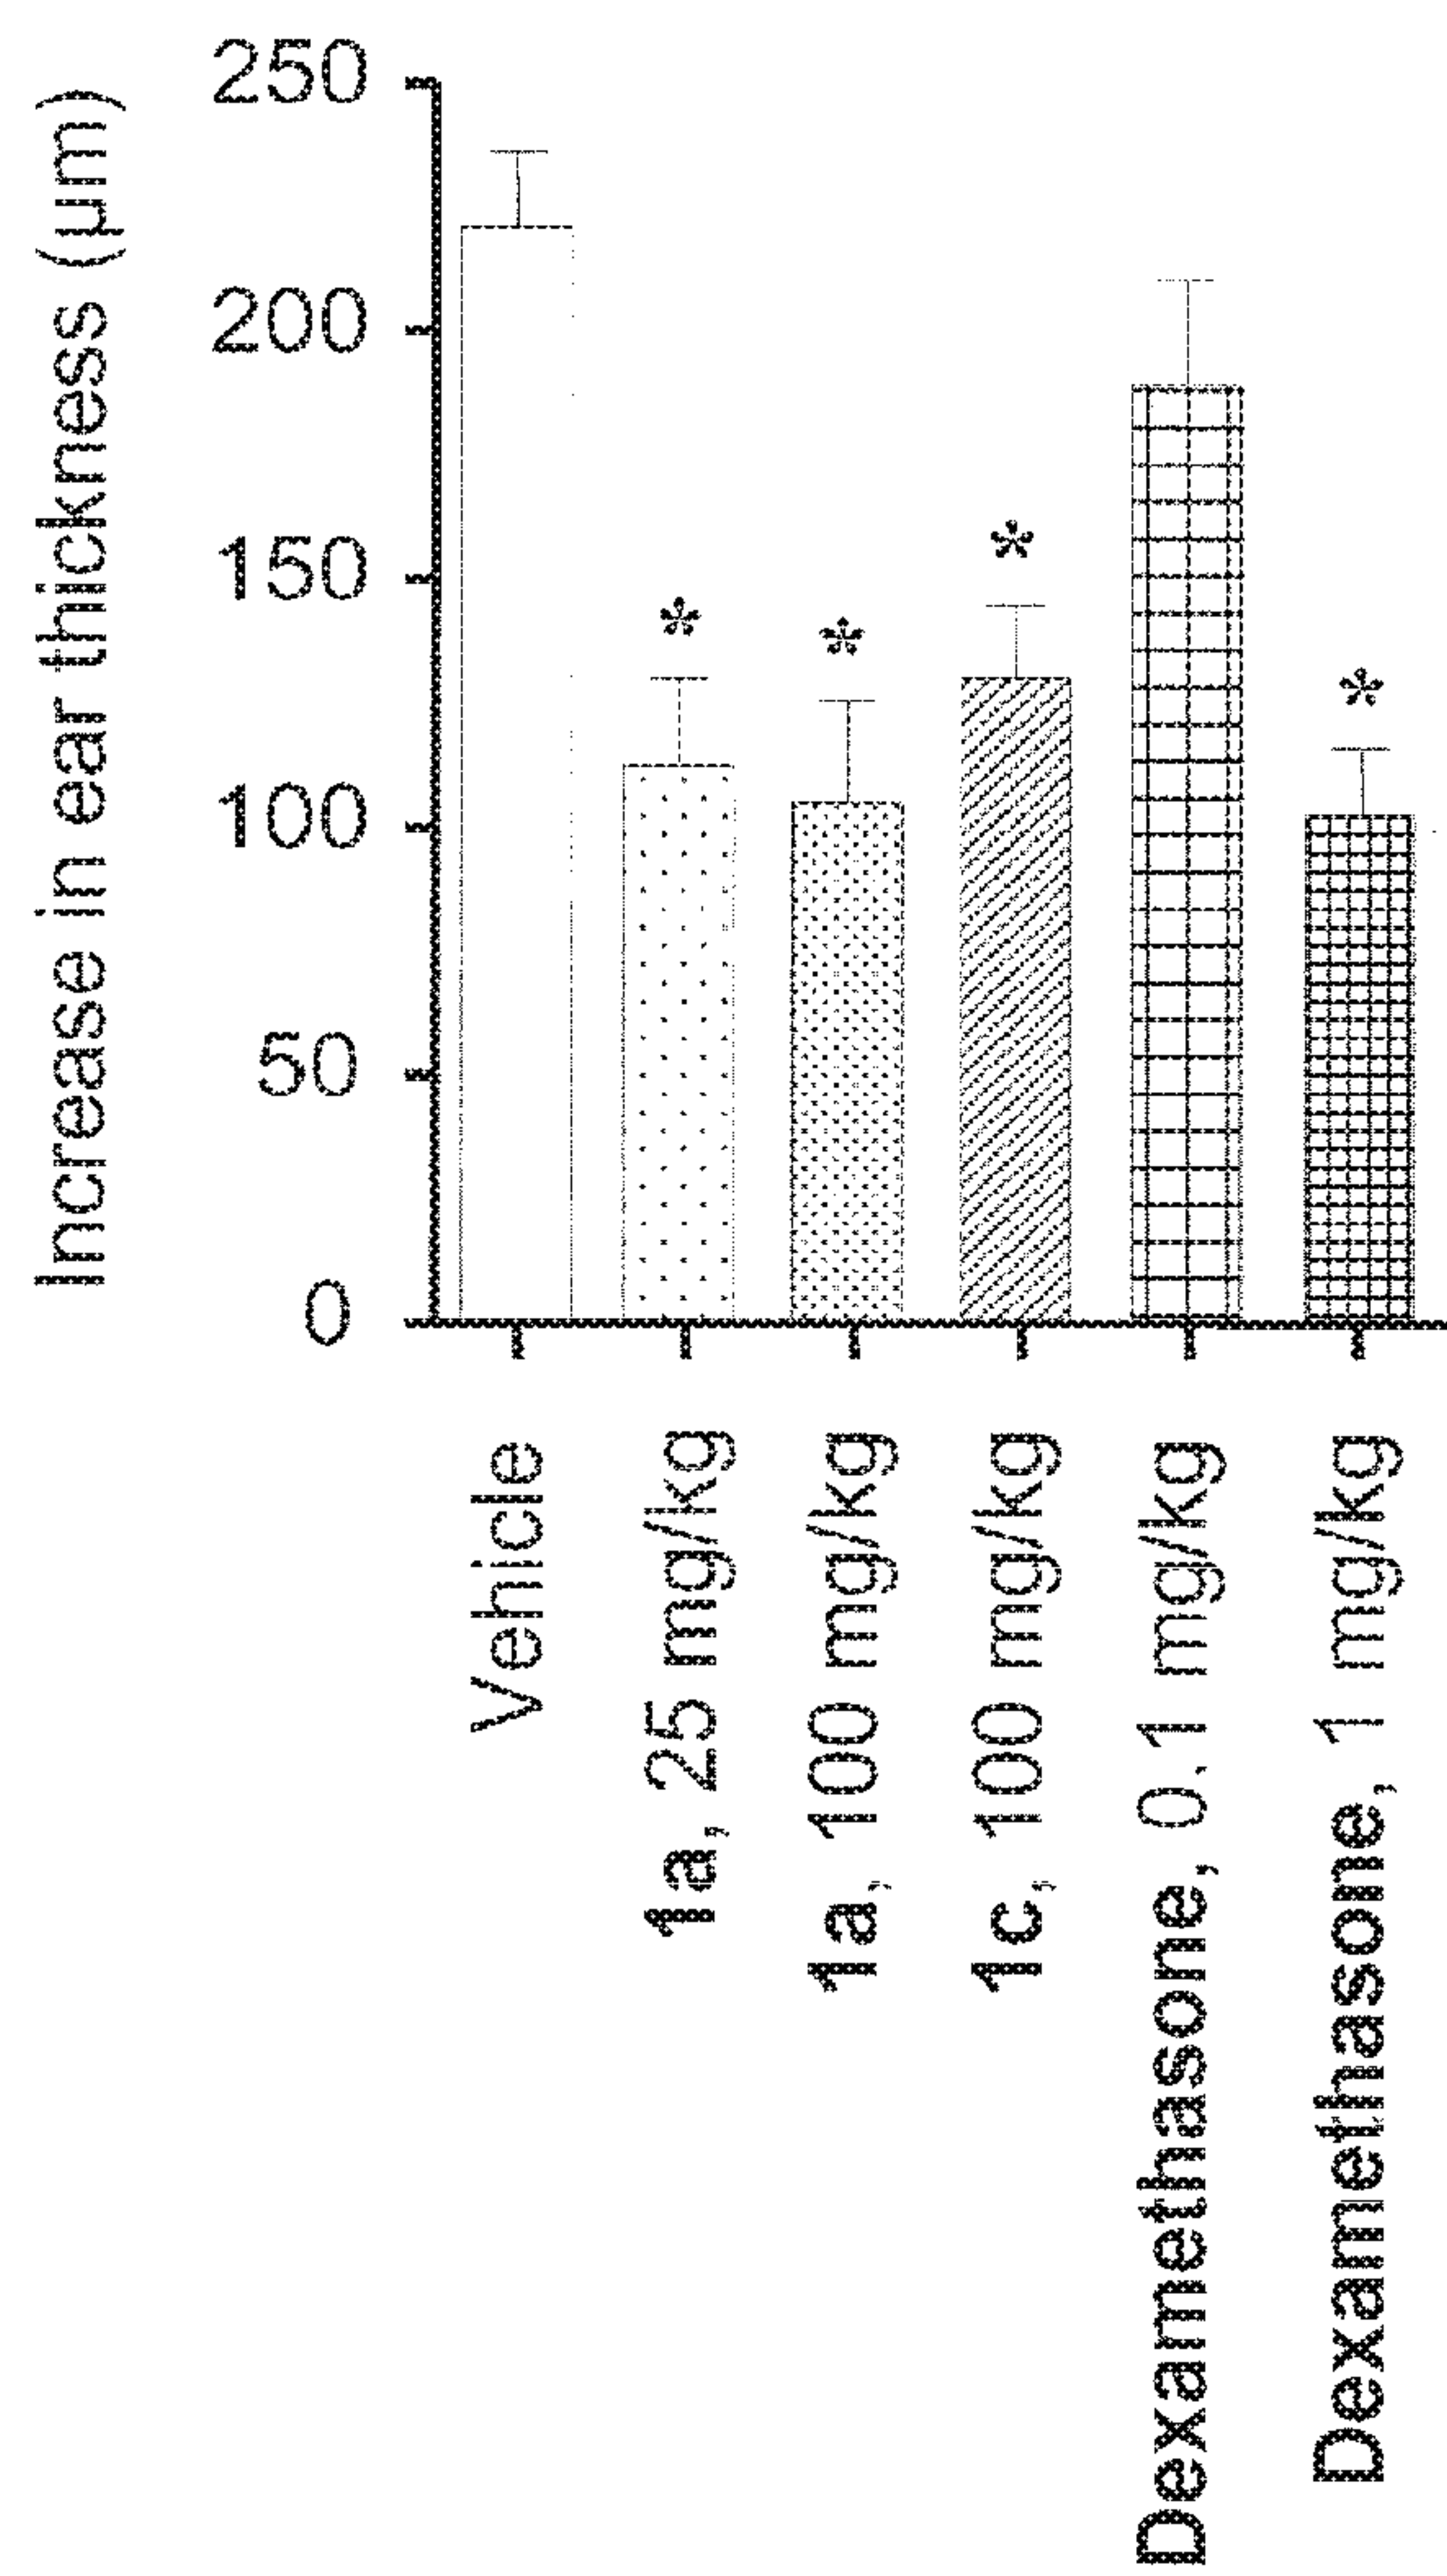 Increase in ear thickness (µm)
250
200
150
100
50
0
*
*
*
*
Vehicle
1a, 25 mg/kg
1a, 100 mg/kg
1c, 100 mg/kg
Dexamethasone, 0.1 mg/kg
Dexamethasone, 1 mg/kg